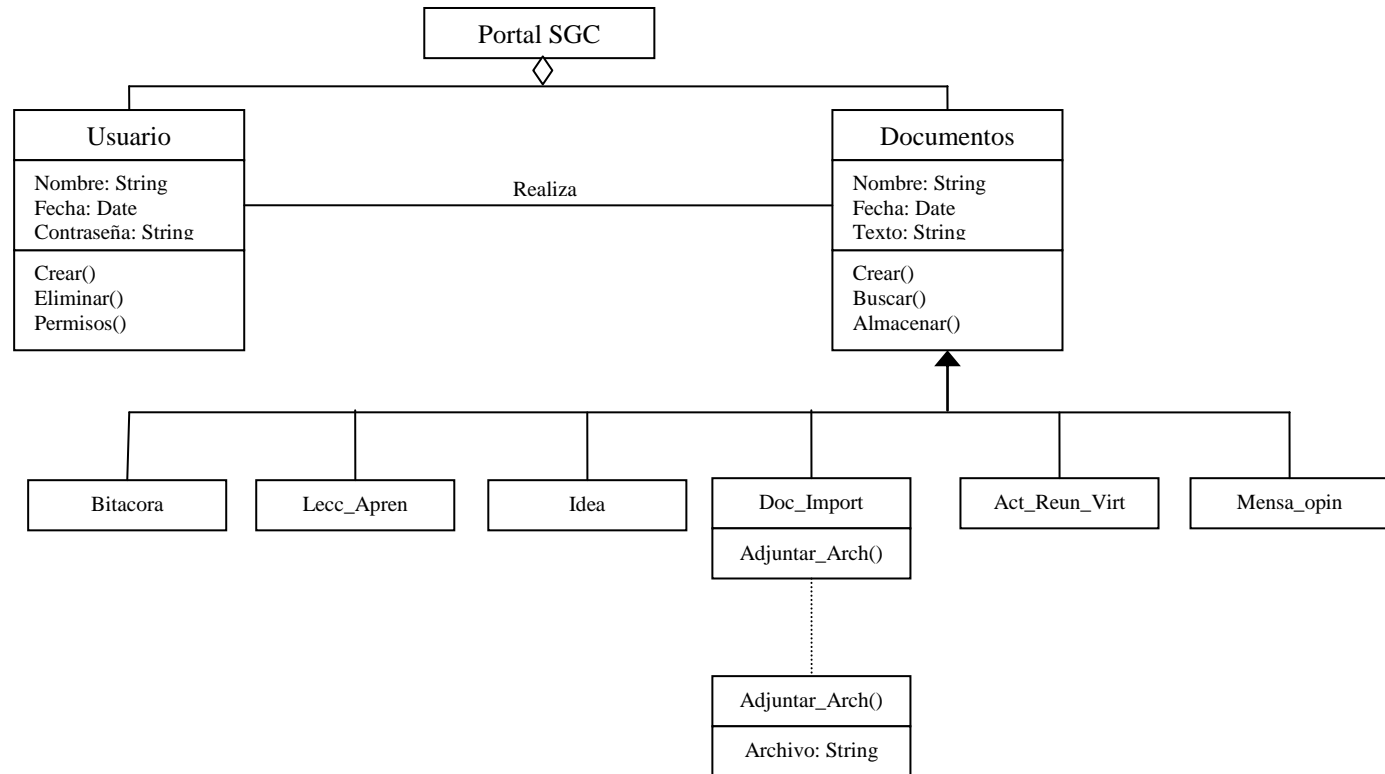 Portal SGC
Usuario
Nombre: String
Fecha: Date
Contraseña: String
Crear()
Eliminar()
Permisos()
Realiza
Documentos
Nombre: String
Fecha: Date
Texto: String
Crear()
Buscar()
Almacenar()
Bitacora
Lecc_Apren
Idea
Doc_Import
Adjuntar_Arch()
Act_Reun_Virt
Mensa_opin
Adjuntar_Arch()
Archivo: String